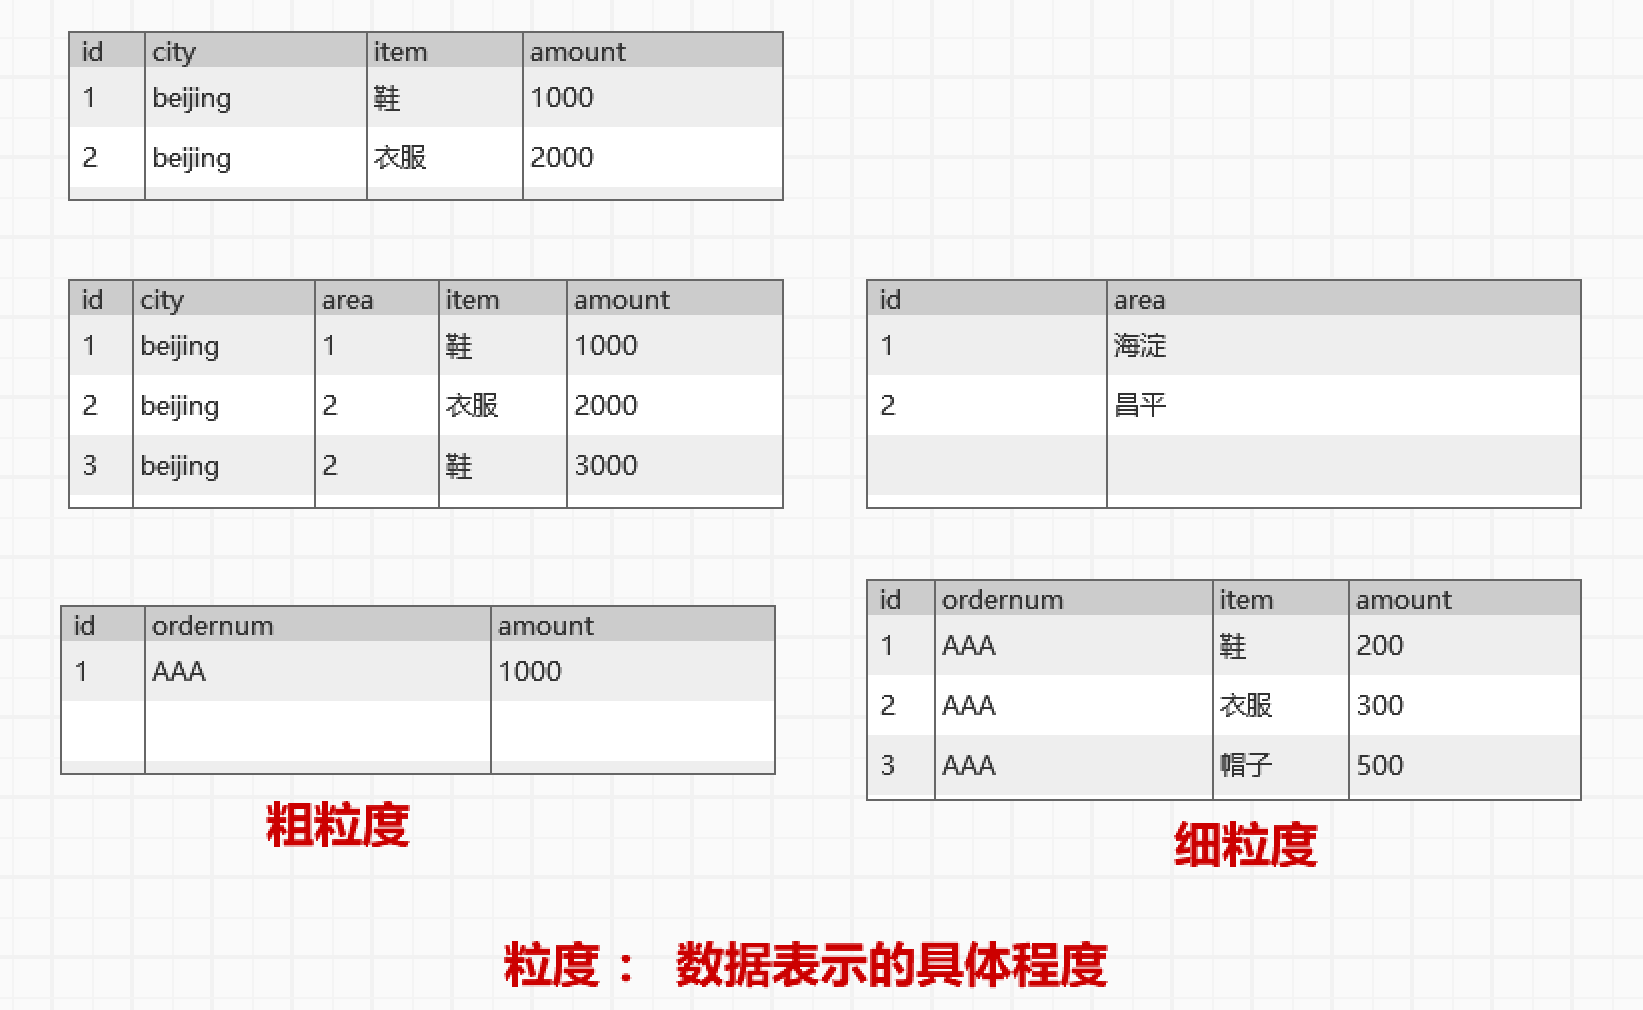 id city item amount
1 beijing 鞋 1000
2 beijing 衣服 2000
id city area item amount
1 beijing 1 鞋 1000
2 beijing 2 衣服 2000
3 beijing 2 鞋 3000
id area
1 海淀
2 昌平
id ordernum amount
1 AAA 1000
粗粒度
id ordernum item amount
1 AAA 鞋 200
2 AAA 衣服 300
3 AAA 帽子 500
细粒度
粒度： 数据表示的具体程度